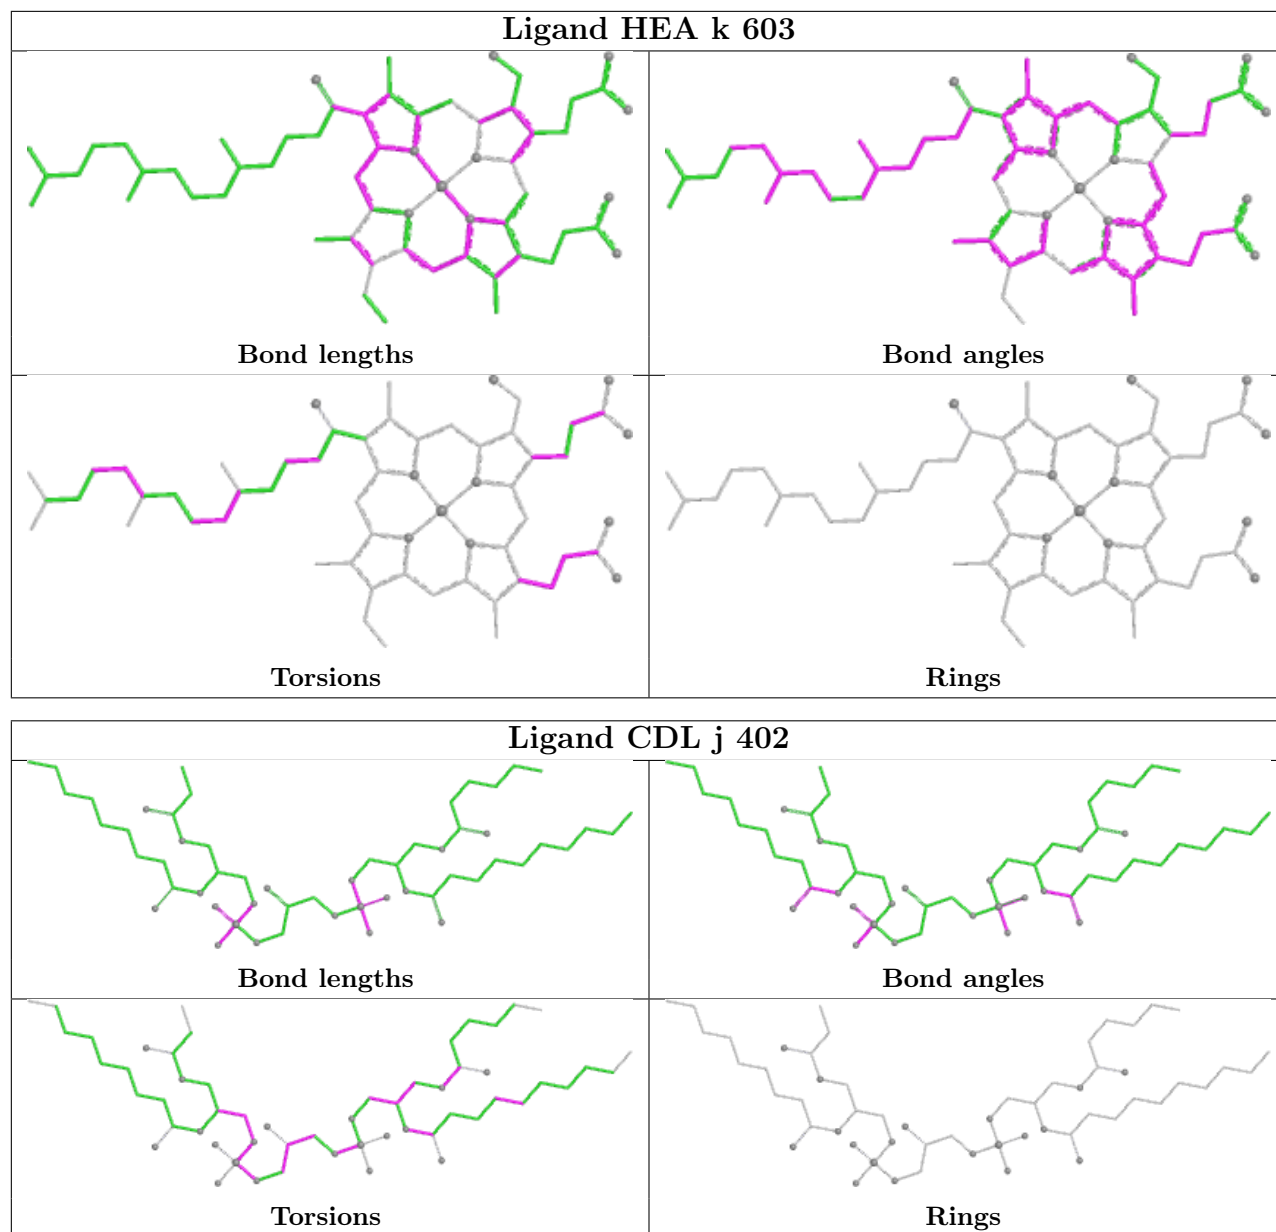 Ligand HEA k 603
Bond lengths
Bond angles
Torsions
Rings
Ligand CDL j 402
Bond lengths
Bond angles
Torsions
Rings